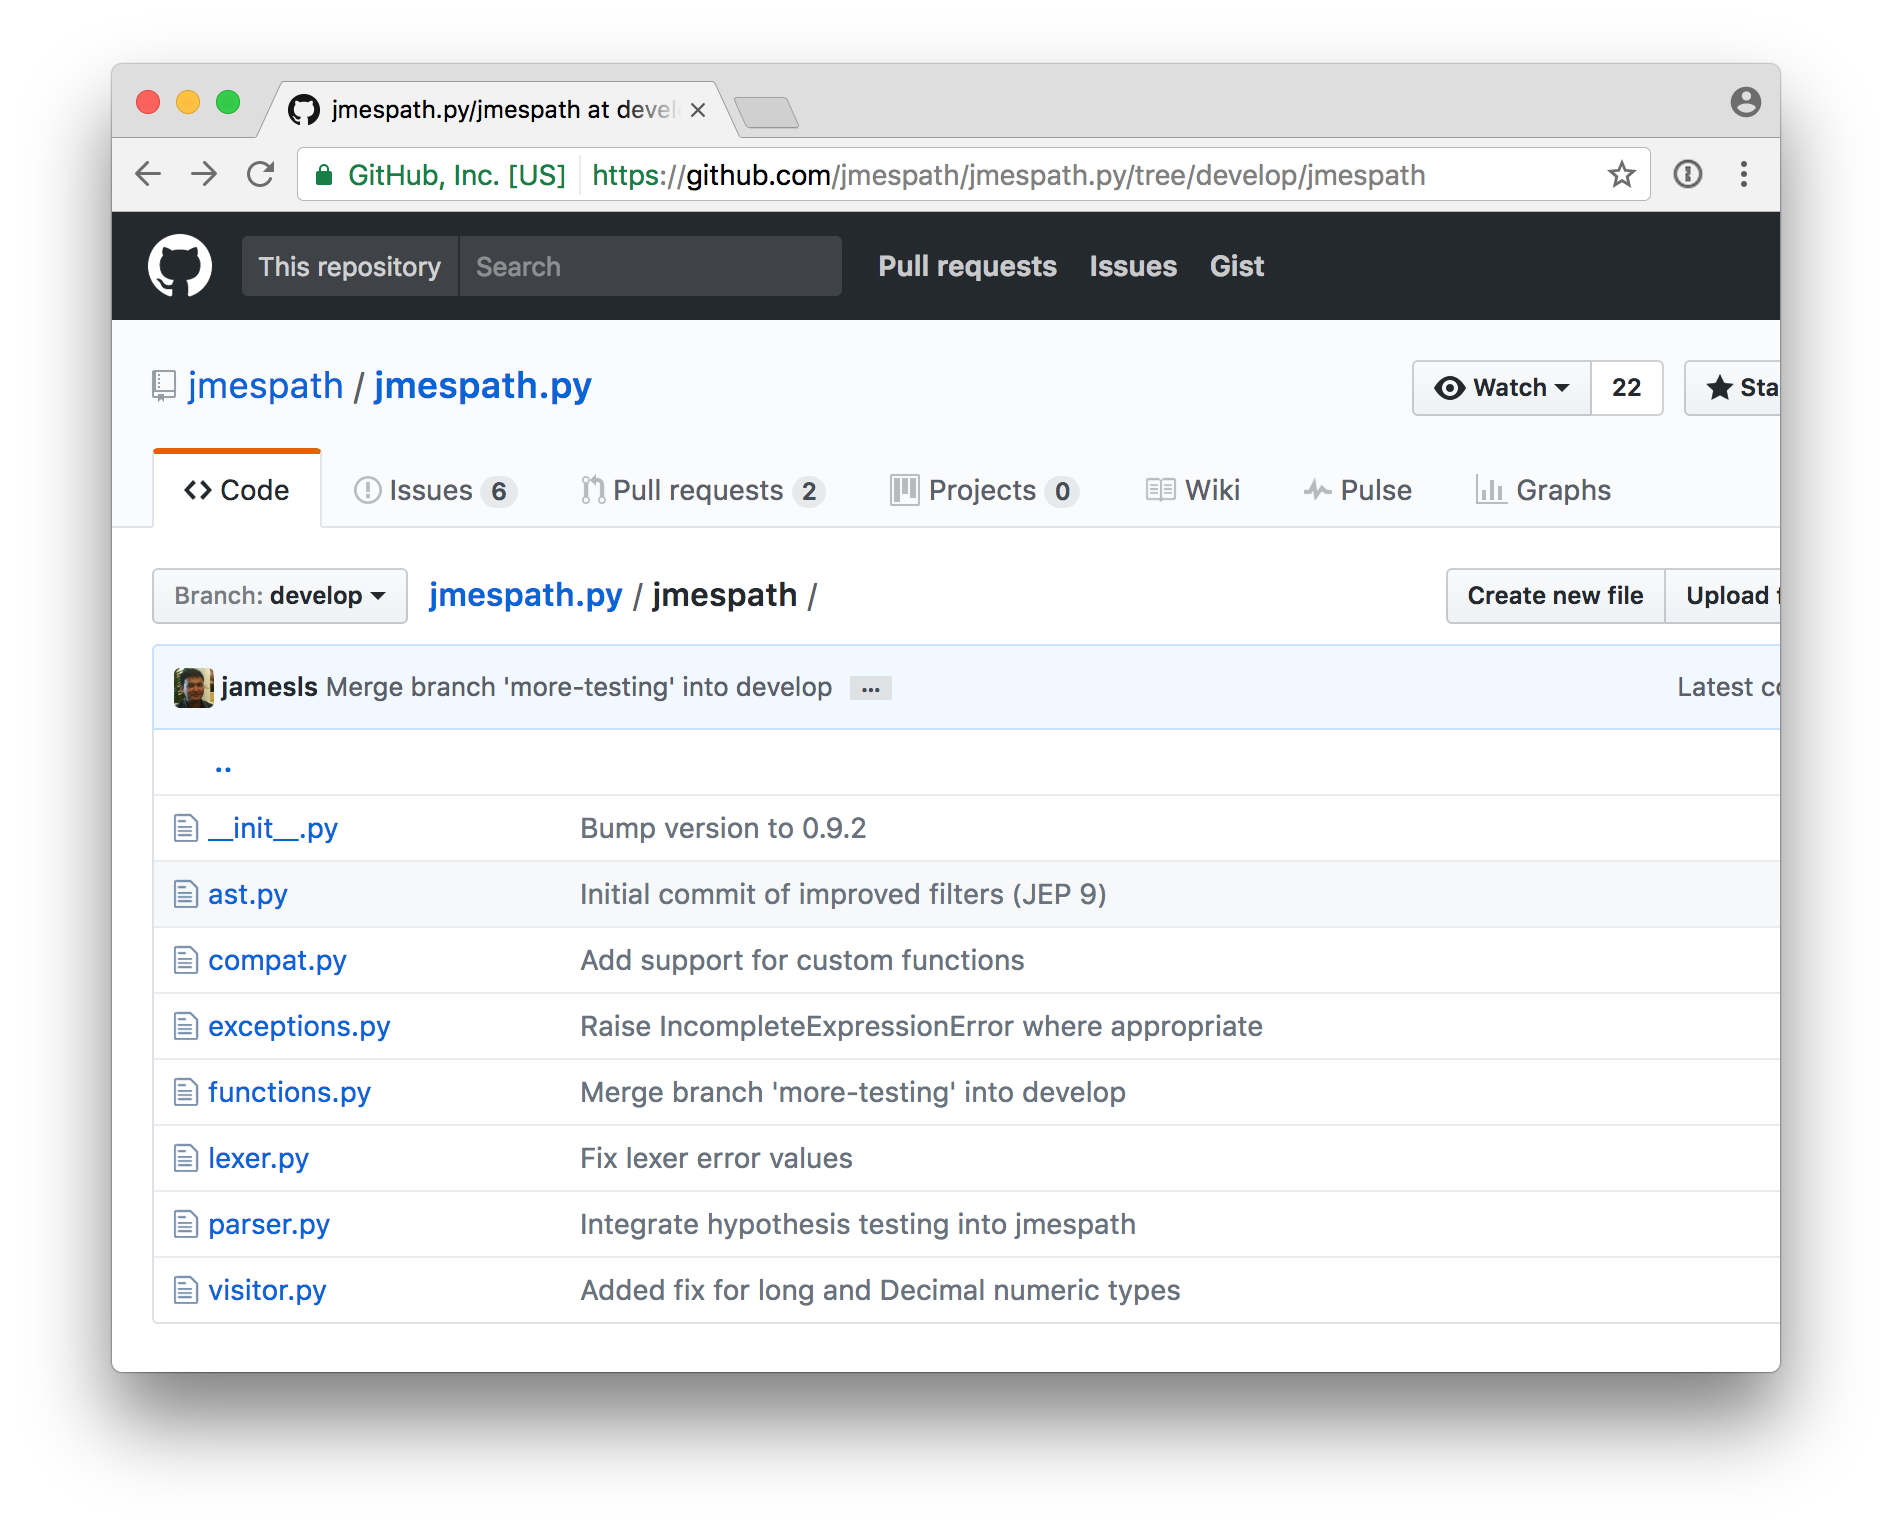 jmespath.py/jmespath at devel
GitHub, Inc. [US] https://github.com/jmespath/jmespath.py/tree/develop/jmespath
This repository Search Pull requests Issues Gist
jmespath / jmespath.py Watch 22 Sta
Code Issues 6 Pull requests 2 Projects 0 Wiki Pulse Graphs
Branch: develop jmespath.py / jmespath / Create new file Upload f
jamesls Merge branch 'more-testing' into develop ... Latest co
..
__init__.py Bump version to 0.9.2
ast.py Initial commit of improved filters (JEP 9)
compat.py Add support for custom functions
exceptions.py Raise IncompleteExpressionError where appropriate
functions.py Merge branch 'more-testing' into develop
lexer.py Fix lexer error values
parser.py Integrate hypothesis testing into jmespath
visitor.py Added fix for long and Decimal numeric types